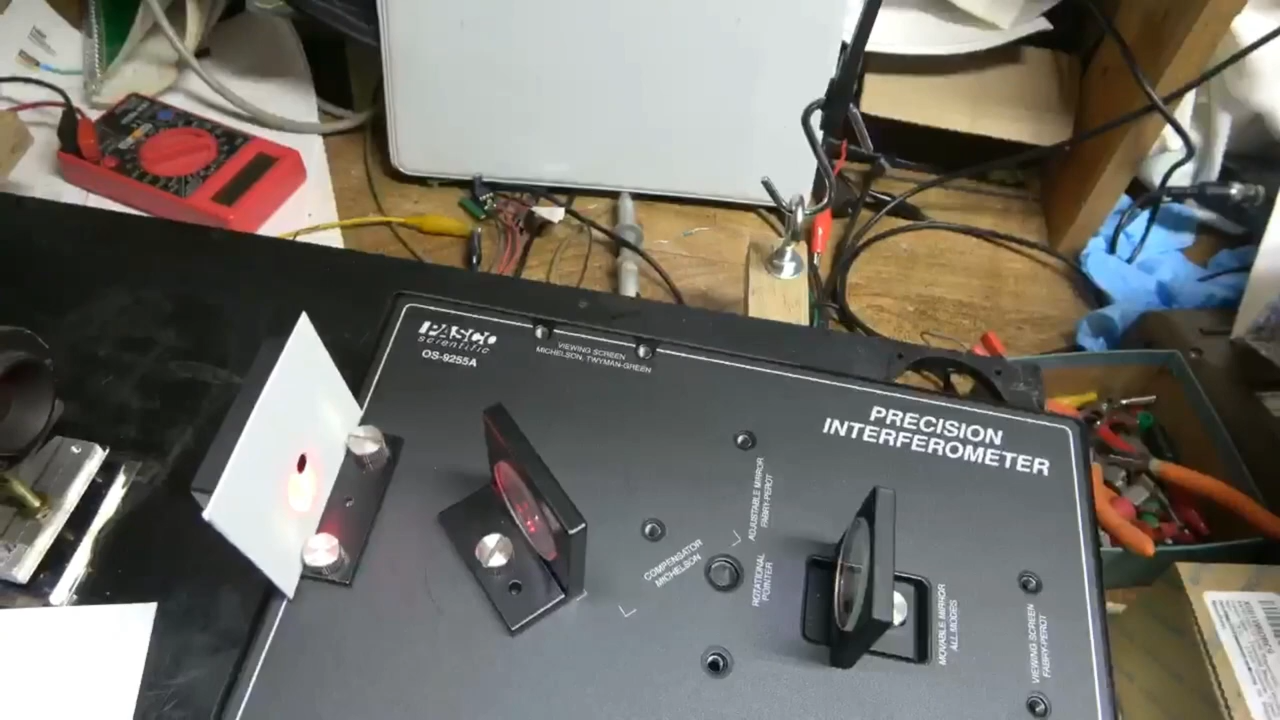 PASCO
scientific
OS-9255A
VIEWING SCREEN
MICHELSON, TWYMAN-GREEN
PRECISION
INTERFEROMETER
ADJUSTABLE MIRROR
FABRY-PEROT
COMPENSATOR
MICHELSON
ROTATIONAL
POINTER
MOVABLE MIRROR
ALL MODES
VIEWING SCREEN
FABRY-PEROT